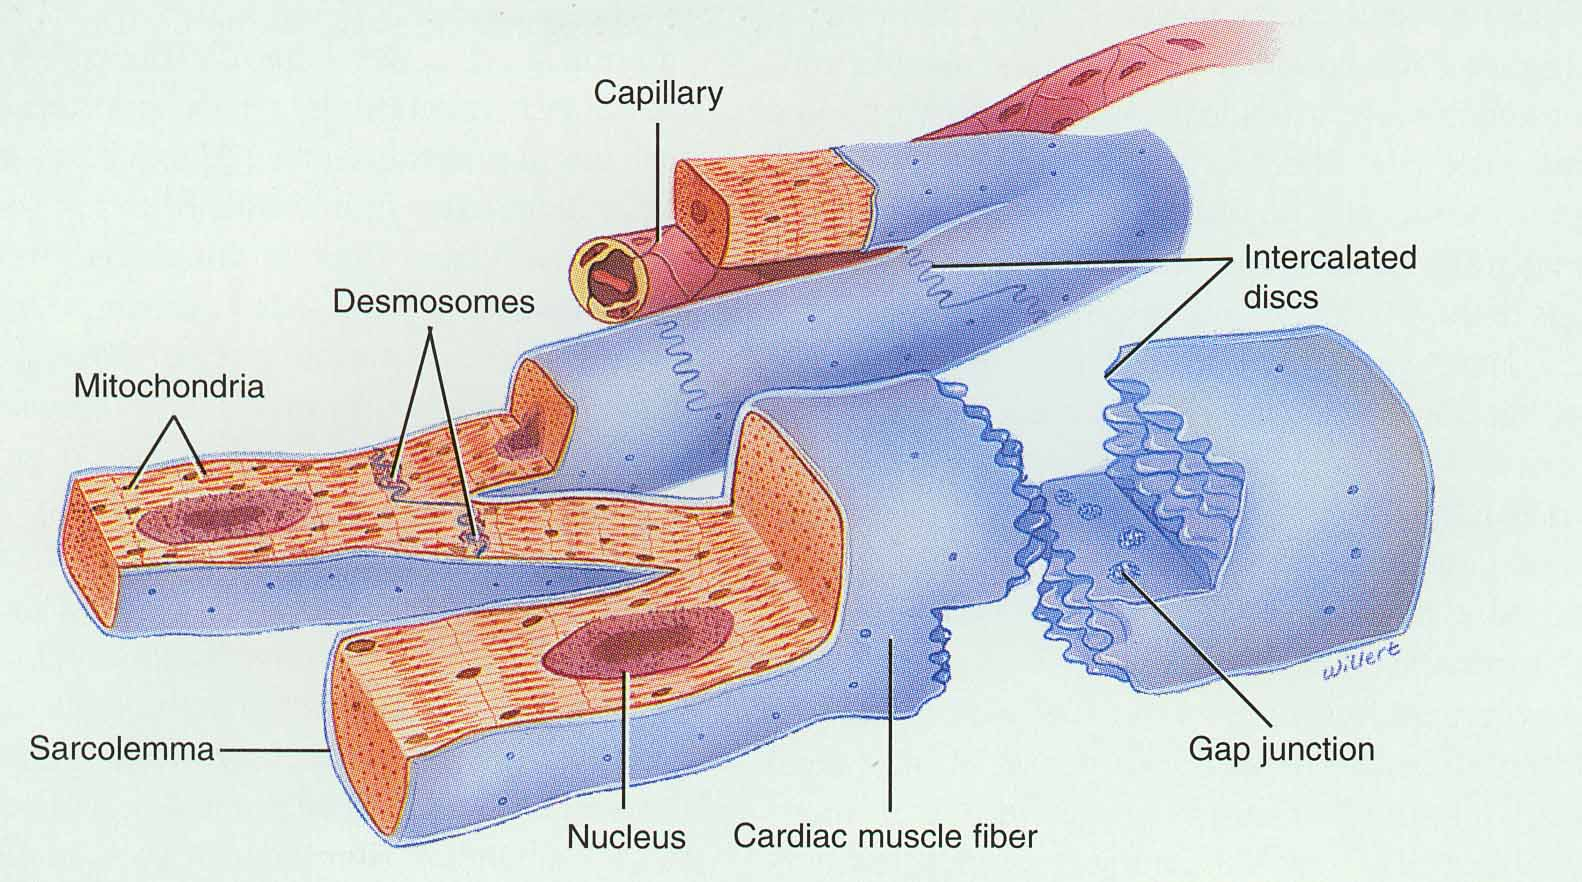 Capillary
Intercalated
discs
Desmosomes
Mitochondria
Willert
Sarcolemma
Gap junction
Nucleus
Cardiac muscle fiber